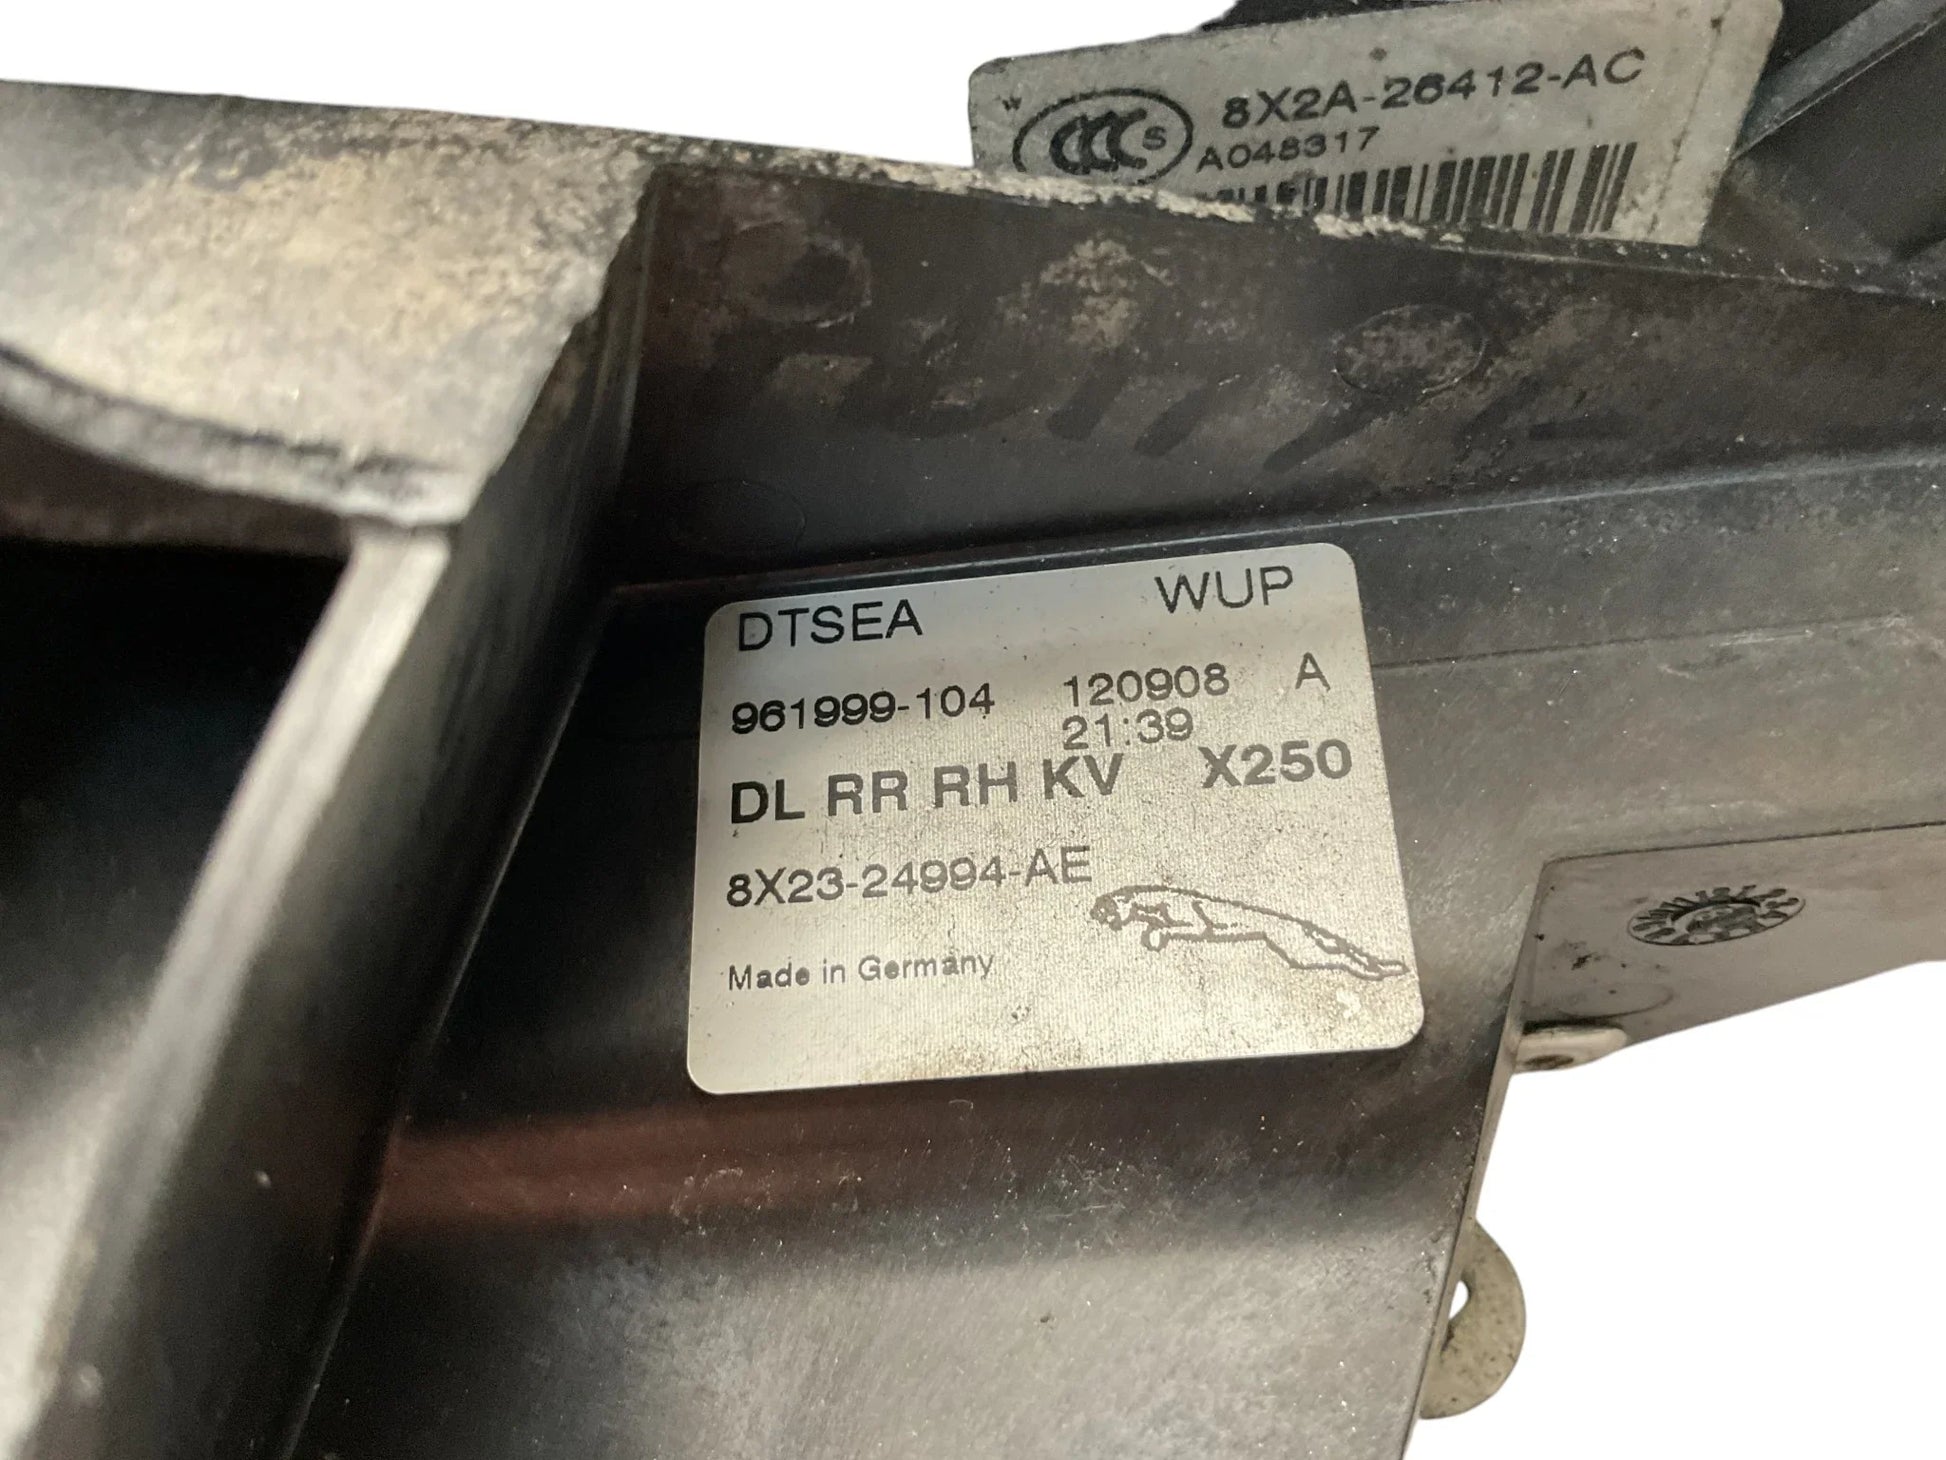 8X2A-26412-AC
CCC S A048317
DTSEA WUP
961999-104 120908 A
21:39
DL RR RH KV X250
8X23-24994-AE
Made in Germany